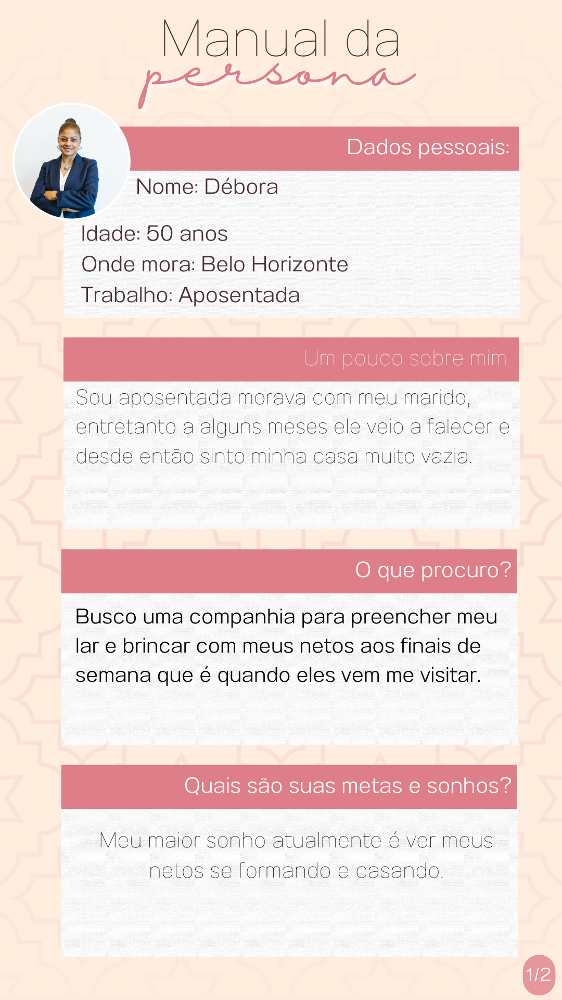 Manual da
persona
Dados pessoais:
Nome: Débora
Idade: 50 anos
Onde mora: Belo Horizonte
Trabalho: Aposentada
Um pouco sobre mim
Sou aposentada morava com meu marido,
entretanto a alguns meses ele veio a falecer e
desde então sinto minha casa muito vazia.
O que procuro?
Busco uma companhia para preencher meu
lar e brincar com meus netos aos finais de
semana que é quando eles vem me visitar.
Quais são suas metas e sonhos?
Meu maior sonho atualmente é ver meus
netos se formando e casando.
1/2